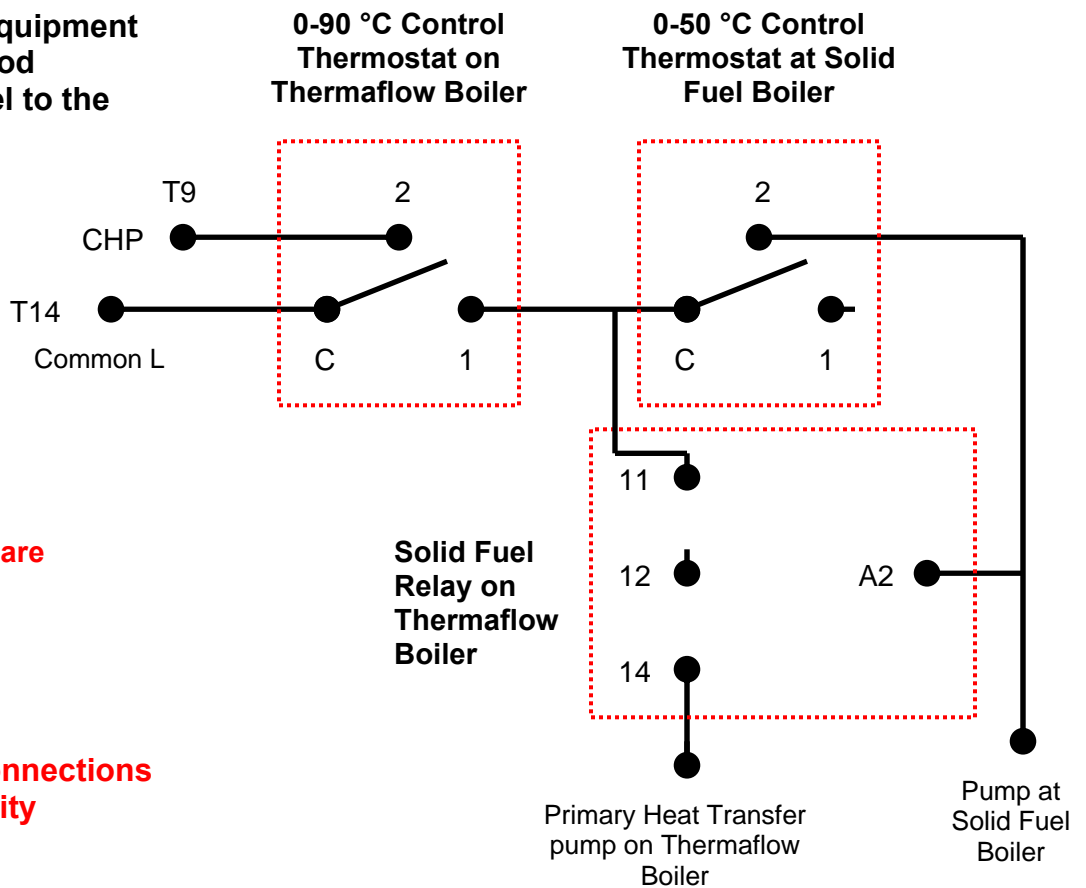 quipment
od
el to the
0-90 °C Control
Thermostat on
Thermaflow Boiler
0-50 °C Control
Thermostat at Solid
Fuel Boiler
T9
2
2
CHP
T14
Common L
C
1
C
1
11
are
Solid Fuel
Relay on
Thermaflow
Boiler
12
A2
14
nnections
ity
Primary Heat Transfer
pump on Thermaflow
Boiler
Pump at
Solid Fuel
Boiler